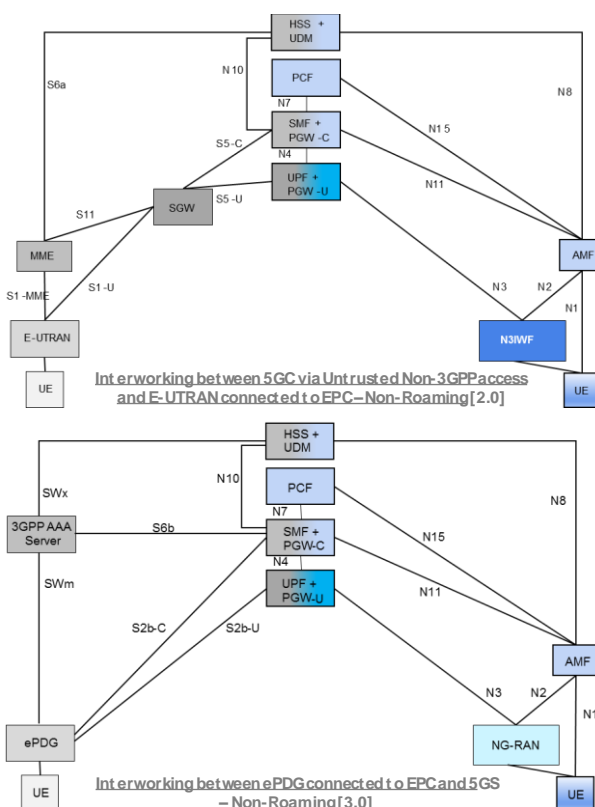 HSS +
UDM
N10
S6a
PCF
N8
N7
N15
SMF +
PGW -C
S5 -C
N4
N11
UPF +
PGW -U
S5 -U
SGW
S11
MME
AMF
S1 -MME
S1 -U
N3
N2
N1
E-UTRAN
N3IWF
UE
Interworking between 5GC via Untrusted Non-3GPP access
and E-UTRAN connected to EPC – Non-Roaming [2.0]
UE
HSS +
UDM
N10
SWx
PCF
N8
N7
N15
3GPP AAA
Server
S6b
SMF +
PGW-C
N4
SWm
N11
UPF +
PGW-U
S2b-C
S2b-U
AMF
N3
N2
N1
ePDG
NG-RAN
UE
Interworking between ePDG connected to EPC and 5GS
– Non-Roaming [3.0]
UE